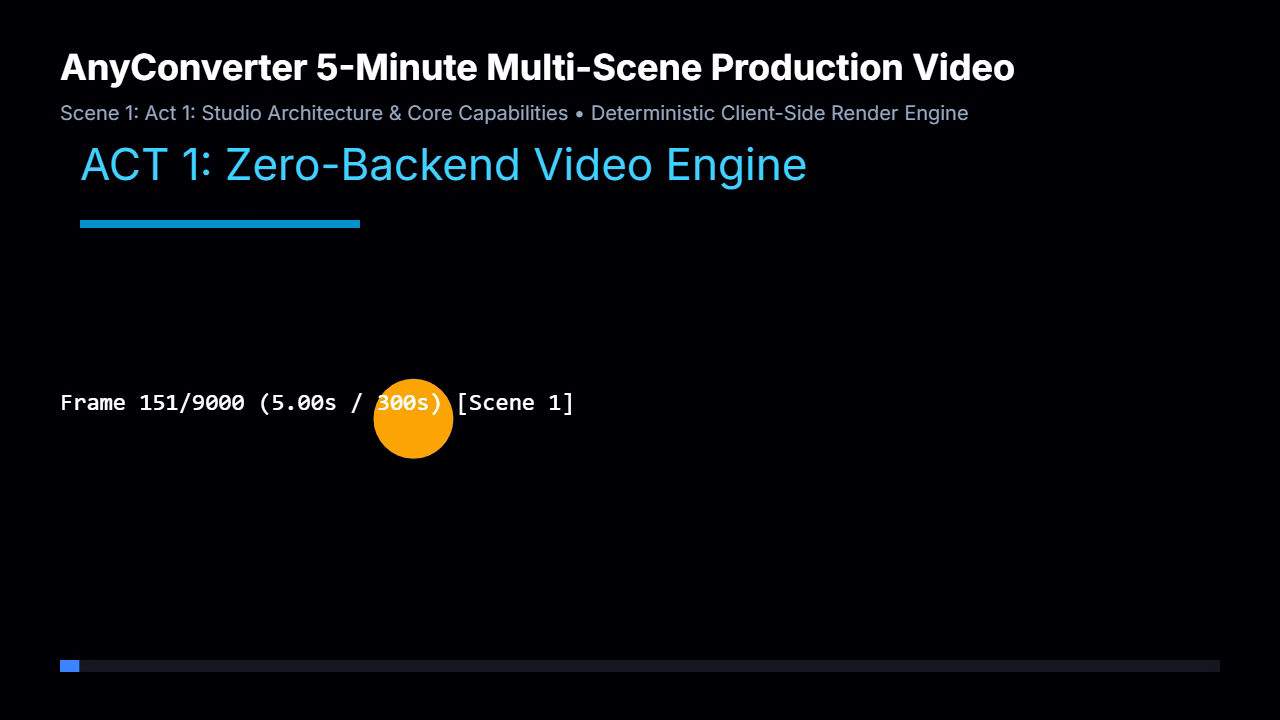 AnyConverter 5-Minute Multi-Scene Production Video
Scene 1: Act 1: Studio Architecture & Core Capabilities • Deterministic Client-Side Render Engine
ACT 1: Zero-Backend Video Engine
Frame 151/9000 (5.00s / 300s) [Scene 1]